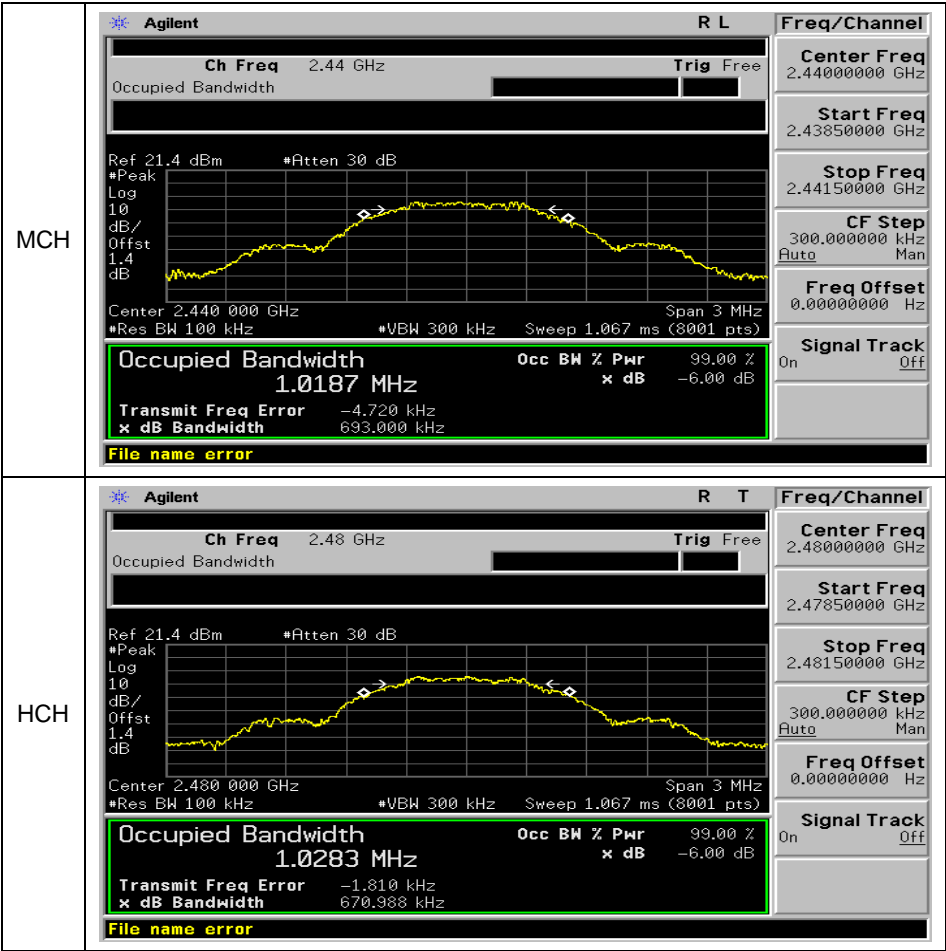 MCH
Agilent R L
Freq/Channel
Ch Freq 2.44 GHz Trig Free
Occupied Bandwidth
Center Freq
2.44000000 GHz
Start Freq
2.43850000 GHz
Stop Freq
2.44150000 GHz
CF Step
300.000000 kHz
Auto Man
Freq Offset
0.00000000 Hz
Signal Track
On Off
Ref 21.4 dBm #Atten 30 dB
#Peak
Log
10
dB/
Offst
1.4
dB
Center 2.440 000 GHz Span 3 MHz
#Res BW 100 kHz #VBW 300 kHz Sweep 1.067 ms (8001 pts)
Occupied Bandwidth Occ BW % Pwr 99.00 %
1.0187 MHz x dB -6.00 dB
Transmit Freq Error -4.720 kHz
x dB Bandwidth 693.000 kHz
File name error
HCH
Agilent R T
Freq/Channel
Ch Freq 2.48 GHz Trig Free
Occupied Bandwidth
Center Freq
2.48000000 GHz
Start Freq
2.47850000 GHz
Stop Freq
2.48150000 GHz
CF Step
300.000000 kHz
Auto Man
Freq Offset
0.00000000 Hz
Signal Track
On Off
Ref 21.4 dBm #Atten 30 dB
#Peak
Log
10
dB/
Offst
1.4
dB
Center 2.480 000 GHz Span 3 MHz
#Res BW 100 kHz #VBW 300 kHz Sweep 1.067 ms (8001 pts)
Occupied Bandwidth Occ BW % Pwr 99.00 %
1.0283 MHz x dB -6.00 dB
Transmit Freq Error -1.810 kHz
x dB Bandwidth 670.988 kHz
File name error